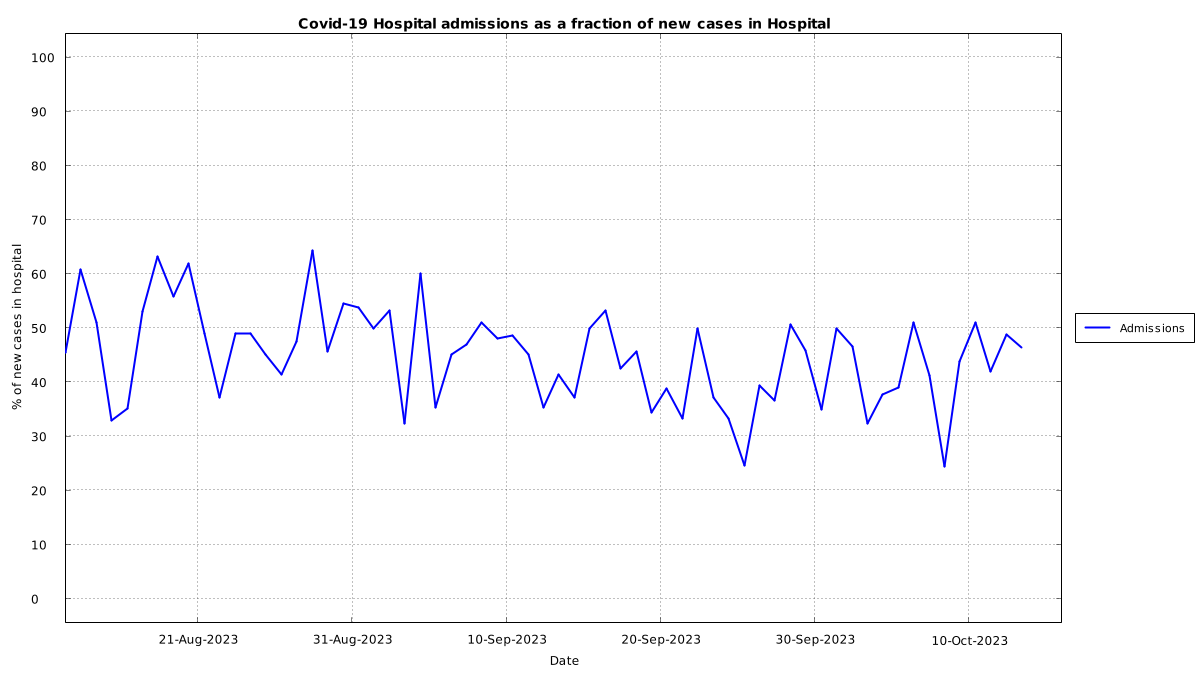 Covid-19 Hospital admissions as a fraction of new cases in Hospital
100
90
80
70
60
50
40
30
20
10
0
% of new cases in hospital
21-Aug-2023 31-Aug-2023 10-Sep-2023 20-Sep-2023 30-Sep-2023 10-Oct-2023
Date
Admissions